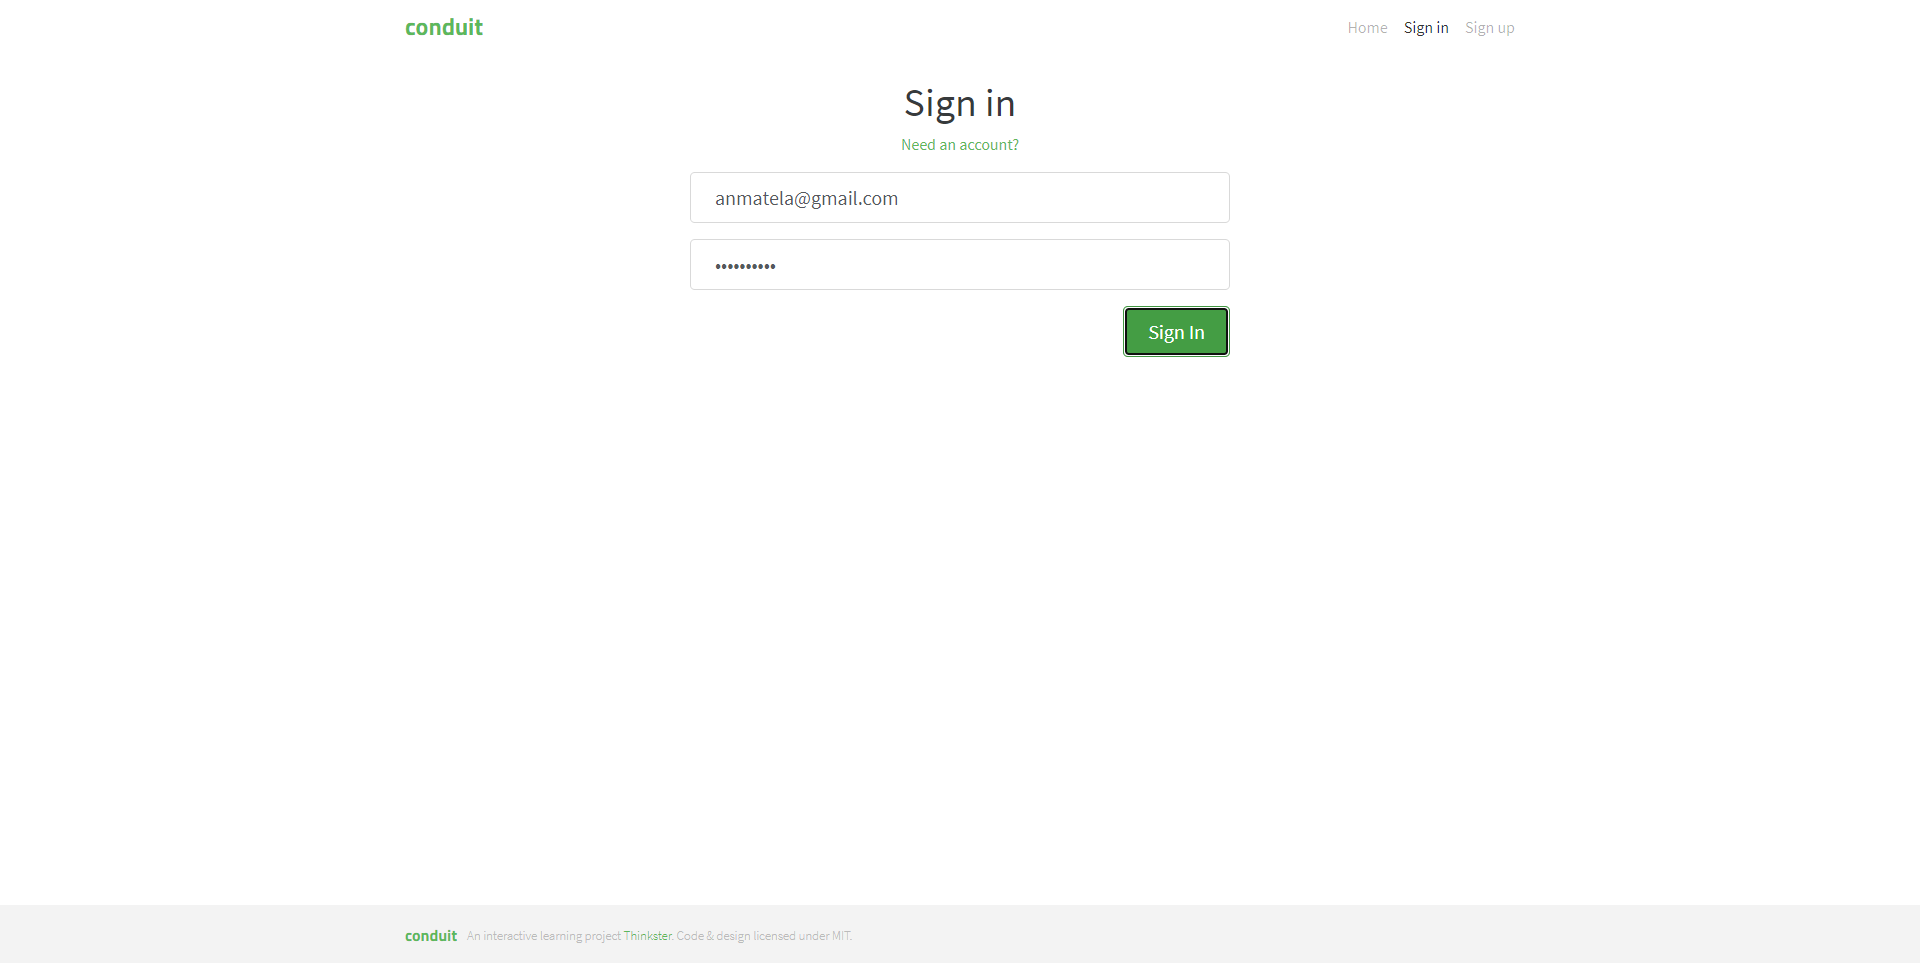 conduit
Home Sign in Sign up
Sign in
Need an account?
anmatela@gmail.com
••••••••••
Sign In
conduit An interactive learning project Thinkster. Code & design licensed under MIT.